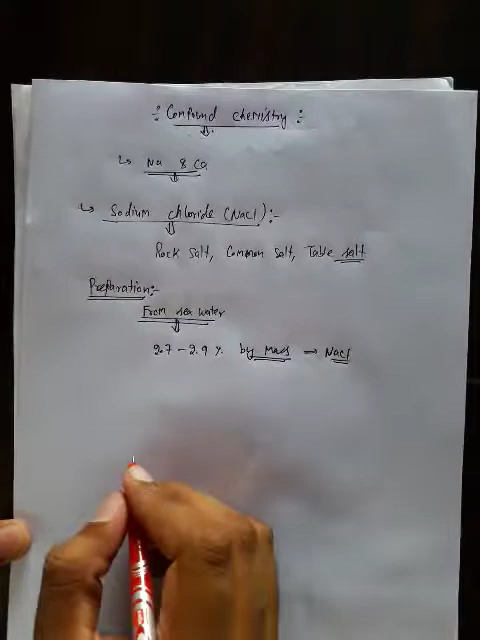 ÷ Compound chemistry ÷
↳ Na & Ca
↳ Sodium chloride (NaCl):-
Rock Salt, Common salt, Table salt
Preparation:-
From sea water
2.7 - 2.9 % by Mass ⇒ NaCl